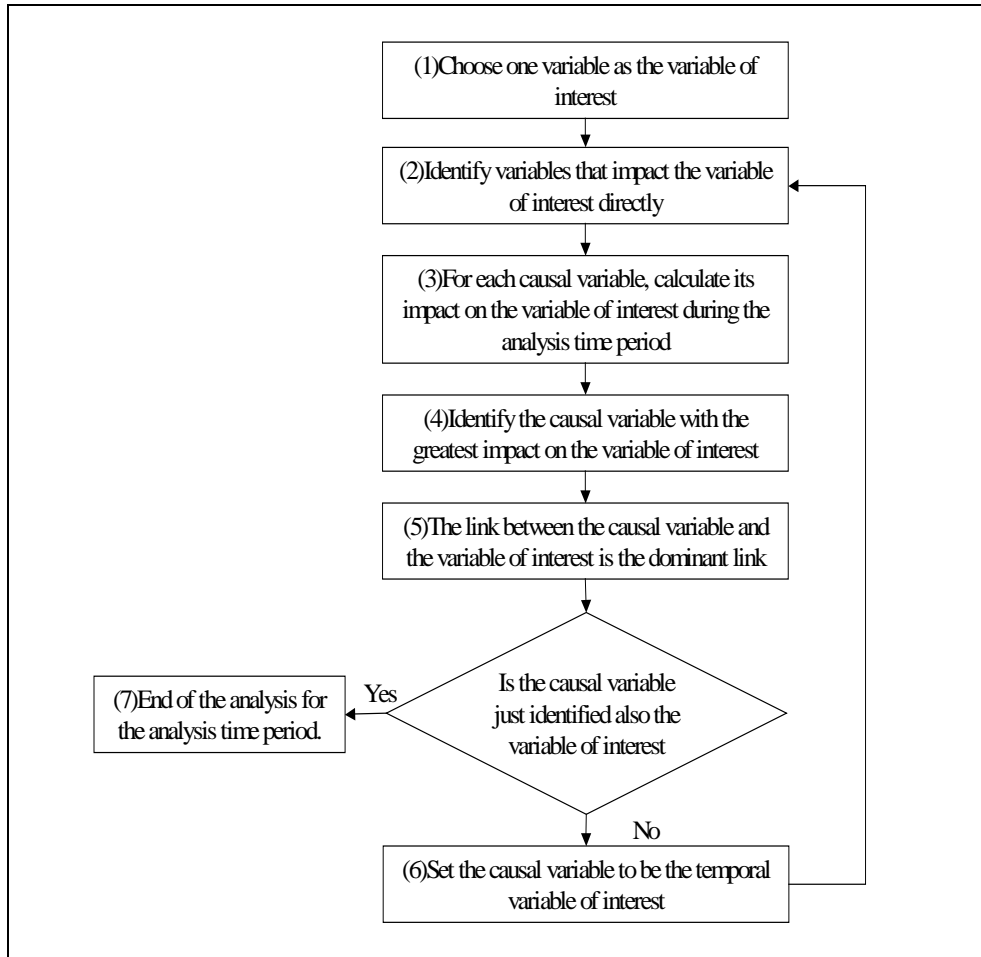 (1)Choose one variable as the variable of
interest
(2)Identify variables that impact the variable
of interest directly
(3)For each causal variable, calculate its
impact on the variable of interest during the
analysis time period
(4)Identify the causal variable with the
greatest impact on the variable of interest
(5)The link between the causal variable and
the variable of interest is the dominant link
Is the causal variable
just identified also the
variable of interest
Yes
(7)End of the analysis for
the analysis time period.
No
(6)Set the causal variable to be the temporal
variable of interest